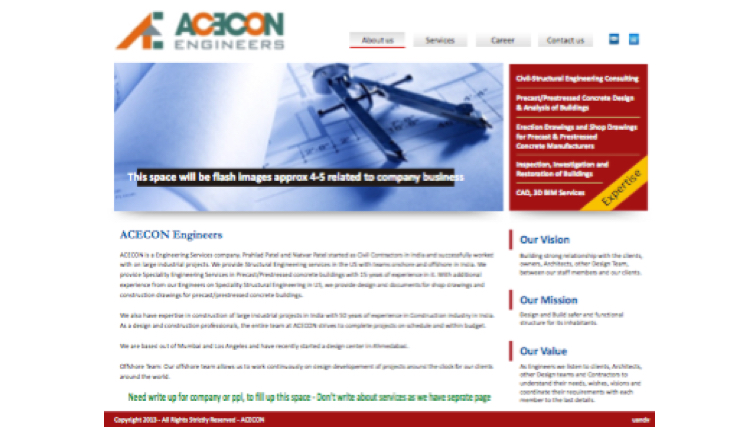 ACECON
ENGINEERS
About us
Services
Career
Contact us
Civil-Structural Engineering Consulting
Precast/Prestressed Concrete Design
& Analysis of Buildings
Erection Drawings and Shop Drawings
for Precast & Prestressed
Concrete Manufacturers
Inspection, Investigation and
Restoration of Buildings
CAD, 3D BIM Services
Expertise
This space will be flash images approx 4-5 related to company business
ACECON Engineers
ACECON is a Engineering Services company. Prahlad Patel and Natvar Patel started as Civil Contractors in India and successfully worked
with on large industrial projects. We provide Structural Engineering services in the US with teams onshore and offshore in India. We
provide Speciality Engineering Services in Precast/Prestressed concrete buildings with 15 years of experience in it. With additional
experience from our Engineers on Speciality Structural Engineering in US, we provide design and documents for shop drawings and
construction drawings for precast/prestressed concrete buildings.
We also have expertise in construction of large industrial projects in India with 50 years of experience in Construction industry in India.
As a design and construction professionals, the entire team at ACECON strives to complete projects on schedule and within budget.
We are based out of Mumbai and Los Angeles and have recently started a design center in Ahmedabad.
Offshore Team: Our offshore team allows us to work continuously on design developement of projects around the clock for our clients
around the world.
Need write up for company or ppl, to fill up this space - Don't write about services as we have seprate page
Our Vision
Building strong relationship with the clients,
owners, Architects, other Design Team,
between our staff members and our clients.
Our Mission
Design and Build safer and functional
structure for its inhabitants.
Our Value
As Engineers we listen to clients, Architects,
other Design teams and Contractors to
understand their needs, wishes, visions and
coordinate their requirements with each
member to the last details.
Copyright 2013 - All Rights Strictly Reserved - ACECON